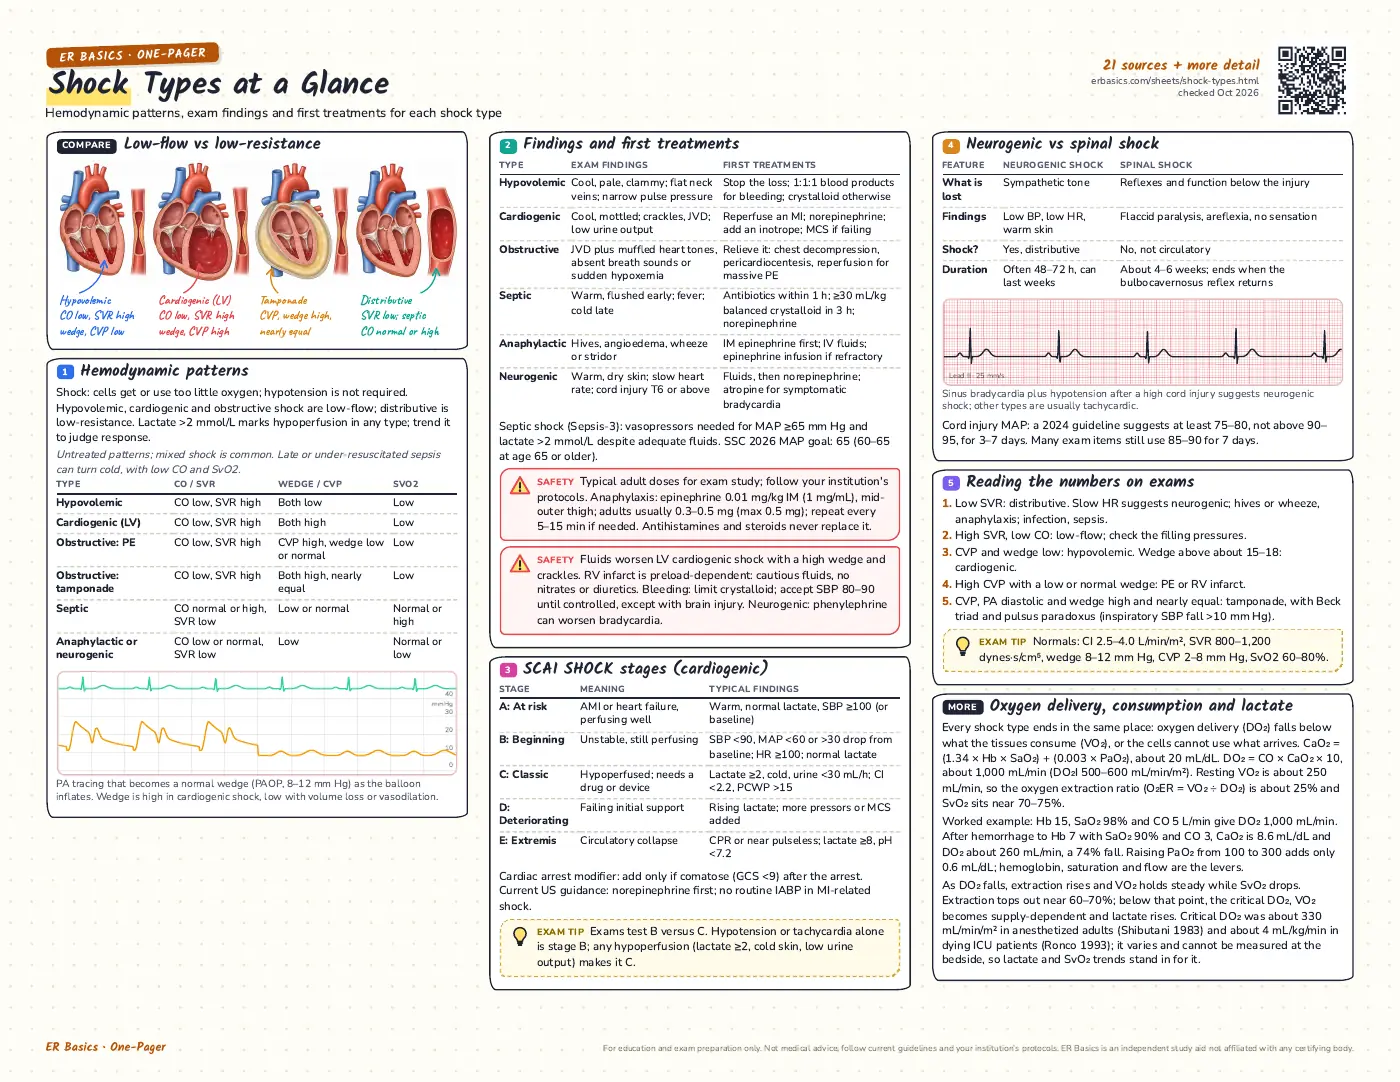 ER BASICS · ONE-PAGER
Shock Types at a Glance
Hemodynamic patterns, exam findings and first treatments for each shock type
21 sources + more detail
erbasics.com/sheets/shock-types.html
checked Oct 2026
COMPARE Low-flow vs low-resistance
Hypovolemic
CO low, SVR high
wedge, CVP low
Cardiogenic (LV)
CO low, SVR high
wedge, CVP high
Tamponade
CVP, wedge high,
nearly equal
Distributive
SVR low; septic
CO normal or high
1 Hemodynamic patterns
Shock: cells get or use too little oxygen; hypotension is not required.
Hypovolemic, cardiogenic and obstructive shock are low-flow; distributive is
low-resistance. Lactate >2 mmol/L marks hypoperfusion in any type; trend it
to judge response.
Untreated patterns; mixed shock is common. Late or under-resuscitated sepsis
can turn cold, with low CO and SvO2.
TYPE CO / SVR WEDGE / CVP SVO2
Hypovolemic CO low, SVR high Both low Low
Cardiogenic (LV) CO low, SVR high Both high Low
Obstructive: PE CO low, SVR high CVP high, wedge low Low
or normal
Obstructive: CO low, SVR high Both high, nearly Low
tamponade equal
Septic CO normal or high, Low or normal Normal or
SVR low high
Anaphylactic or CO low or normal, Low Normal or
neurogenic SVR low low
40
mmHg
30
20
10
0
PA tracing that becomes a normal wedge (PAOP, 8–12 mm Hg) as the balloon
inflates. Wedge is high in cardiogenic shock, low with volume loss or vasodilation.
2 Findings and first treatments
TYPE EXAM FINDINGS FIRST TREATMENTS
Hypovolemic Cool, pale, clammy; flat neck Stop the loss; 1:1:1 blood products
veins; narrow pulse pressure for bleeding; crystalloid otherwise
Cardiogenic Cool, mottled; crackles, JVD; Reperfuse an MI; norepinephrine;
low urine output add an inotrope; MCS if failing
Obstructive JVD plus muffled heart tones, Relieve it: chest decompression,
absent breath sounds or pericardiocentesis, reperfusion for
sudden hypoxemia massive PE
Septic Warm, flushed early; fever; Antibiotics within 1 h; ≥30 mL/kg
cold late balanced crystalloid in 3 h;
norepinephrine
Anaphylactic Hives, angioedema, wheeze IM epinephrine first; IV fluids;
or stridor epinephrine infusion if refractory
Neurogenic Warm, dry skin; slow heart Fluids, then norepinephrine;
rate; cord injury T6 or above atropine for symptomatic
bradycardia
Septic shock (Sepsis-3): vasopressors needed for MAP ≥65 mm Hg and
lactate >2 mmol/L despite adequate fluids. SSC 2026 MAP goal: 65 (60–65
at age 65 or older).
SAFETY Typical adult doses for exam study; follow your institution's
protocols. Anaphylaxis: epinephrine 0.01 mg/kg IM (1 mg/mL), mid-
outer thigh; adults usually 0.3–0.5 mg (max 0.5 mg); repeat every
5–15 min if needed. Antihistamines and steroids never replace it.
SAFETY Fluids worsen LV cardiogenic shock with a high wedge and
crackles. RV infarct is preload-dependent: cautious fluids, no
nitrates or diuretics. Bleeding: limit crystalloid; accept SBP 80–90
until controlled, except with brain injury. Neurogenic: phenylephrine
can worsen bradycardia.
3 SCAI SHOCK stages (cardiogenic)
STAGE MEANING TYPICAL FINDINGS
A: At risk AMI or heart failure, Warm, normal lactate, SBP ≥100 (or
perfusing well baseline)
B: Beginning Unstable, still perfusing SBP <90, MAP <60 or >30 drop from
baseline; HR ≥100; normal lactate
C: Classic Hypoperfused; needs a Lactate ≥2, cold, urine <30 mL/h; CI
drug or device <2.2, PCWP >15
D: Failing initial support Rising lactate; more pressors or MCS
Deteriorating added
E: Extremis Circulatory collapse CPR or near pulseless; lactate ≥8, pH
<7.2
Cardiac arrest modifier: add only if comatose (GCS <9) after the arrest.
Current US guidance: norepinephrine first; no routine IABP in MI-related
shock.
EXAM TIP Exams test B versus C. Hypotension or tachycardia alone
is stage B; any hypoperfusion (lactate ≥2, cold skin, low urine
output) makes it C.
4 Neurogenic vs spinal shock
FEATURE NEUROGENIC SHOCK SPINAL SHOCK
What is Sympathetic tone Reflexes and function below the injury
lost
Findings Low BP, low HR, Flaccid paralysis, areflexia, no sensation
warm skin
Shock? Yes, distributive No, not circulatory
Duration Often 48–72 h, can About 4–6 weeks; ends when the
last weeks bulbocavernosus reflex returns
Lead II · 25 mm/s
Sinus bradycardia plus hypotension after a high cord injury suggests neurogenic
shock; other types are usually tachycardic.
Cord injury MAP: a 2024 guideline suggests at least 75–80, not above 90–
95, for 3–7 days. Many exam items still use 85–90 for 7 days.
5 Reading the numbers on exams
1. Low SVR: distributive. Slow HR suggests neurogenic; hives or wheeze,
anaphylaxis; infection, sepsis.
2. High SVR, low CO: low-flow; check the filling pressures.
3. CVP and wedge low: hypovolemic. Wedge above about 15–18:
cardiogenic.
4. High CVP with a low or normal wedge: PE or RV infarct.
5. CVP, PA diastolic and wedge high and nearly equal: tamponade, with Beck
triad and pulsus paradoxus (inspiratory SBP fall >10 mm Hg).
EXAM TIP Normals: CI 2.5–4.0 L/min/m², SVR 800–1,200
dynes·s/cm⁵, wedge 8–12 mm Hg, CVP 2–8 mm Hg, SvO2 60–80%.
MORE Oxygen delivery, consumption and lactate
Every shock type ends in the same place: oxygen delivery (DO₂) falls below
what the tissues consume (VO₂), or the cells cannot use what arrives. CaO₂ =
(1.34 × Hb × SaO₂) + (0.003 × PaO₂), about 20 mL/dL. DO₂ = CO × CaO₂ × 10,
about 1,000 mL/min (DO₂I 500–600 mL/min/m²). Resting VO₂ is about 250
mL/min, so the oxygen extraction ratio (O₂ER = VO₂ ÷ DO₂) is about 25% and
SvO₂ sits near 70–75%.
Worked example: Hb 15, SaO₂ 98% and CO 5 L/min give DO₂ 1,000 mL/min.
After hemorrhage to Hb 7 with SaO₂ 90% and CO 3, CaO₂ is 8.6 mL/dL and
DO₂ about 260 mL/min, a 74% fall. Raising PaO₂ from 100 to 300 adds only
0.6 mL/dL; hemoglobin, saturation and flow are the levers.
As DO₂ falls, extraction rises and VO₂ holds steady while SvO₂ drops.
Extraction tops out near 60–70%; below that point, the critical DO₂, VO₂
becomes supply-dependent and lactate rises. Critical DO₂ was about 330
mL/min/m² in anesthetized adults (Shibutani 1983) and about 4 mL/kg/min in
dying ICU patients (Ronco 1993); it varies and cannot be measured at the
bedside, so lactate and SvO₂ trends stand in for it.
ER Basics · One-Pager
For education and exam preparation only. Not medical advice, follow current guidelines and your institution's protocols. ER Basics is an independent study aid not affiliated with any certifying body.